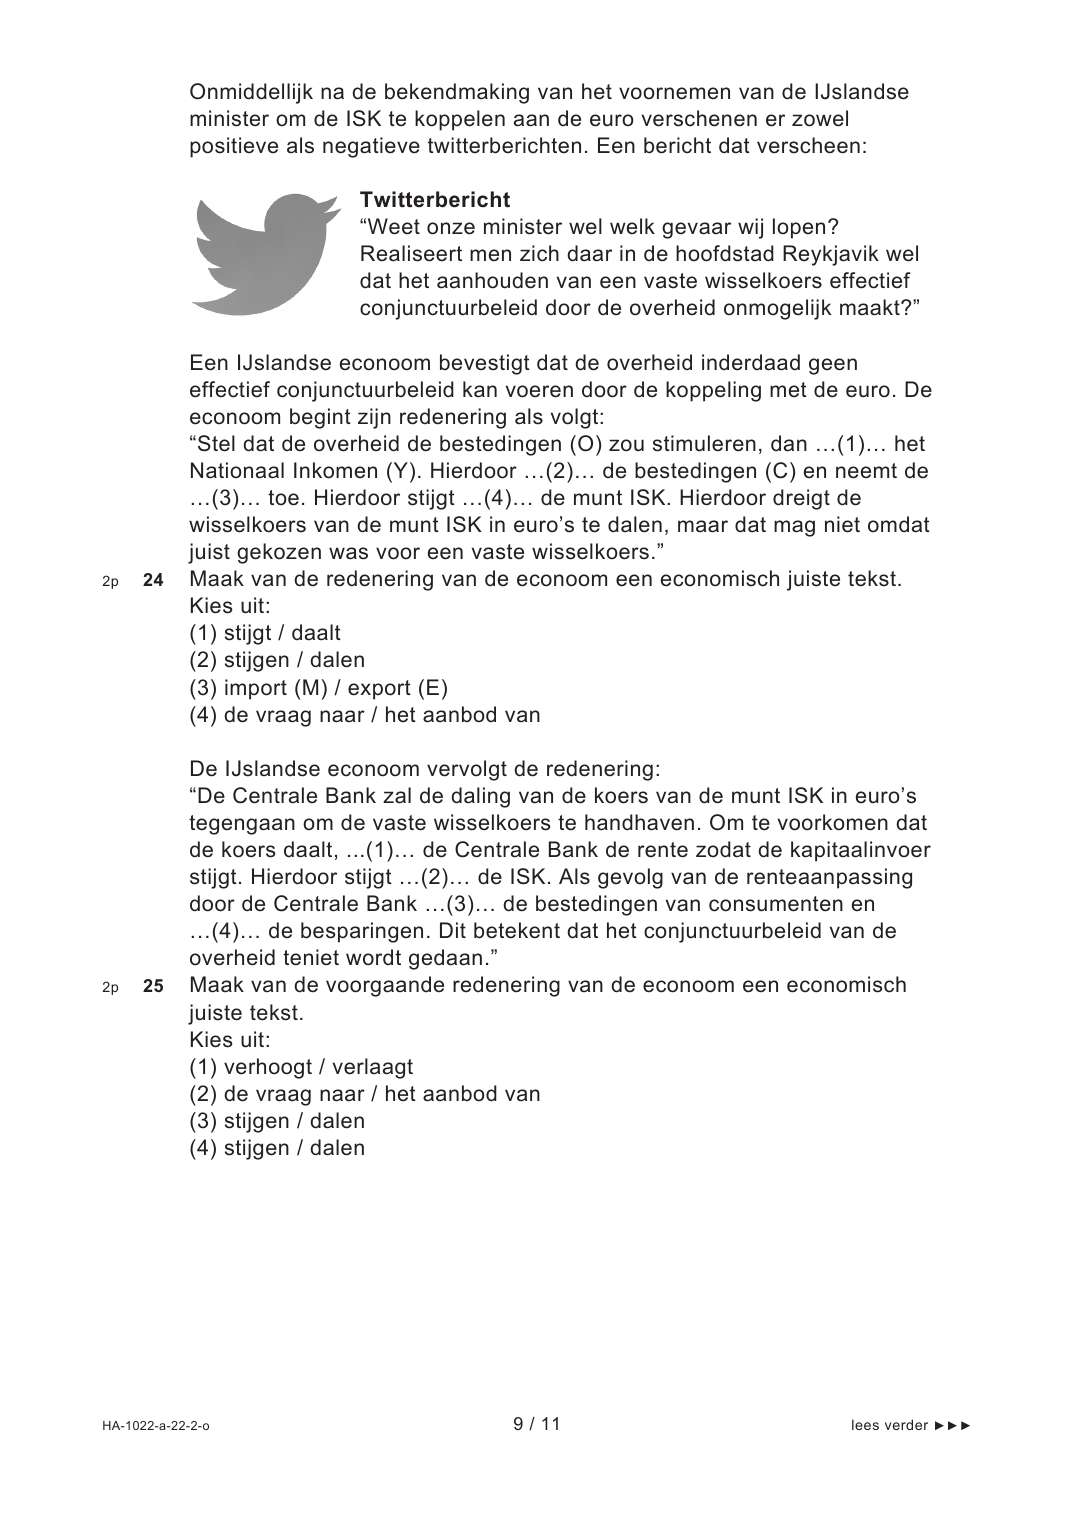 Onmiddellijk na de bekendmaking van het voornemen van de IJslandse
minister om de ISK te koppelen aan de euro verschenen er zowel
positieve als negatieve twitterberichten. Een bericht dat verscheen:
Twitterbericht
“Weet onze minister wel welk gevaar wij lopen?
Realiseert men zich daar in de hoofdstad Reykjavik wel
dat het aanhouden van een vaste wisselkoers effectief
conjunctuurbeleid door de overheid onmogelijk maakt?”
Een IJslandse econoom bevestigt dat de overheid inderdaad geen
effectief conjunctuurbeleid kan voeren door de koppeling met de euro. De
econoom begint zijn redenering als volgt:
“Stel dat de overheid de bestedingen (O) zou stimuleren, dan …(1)… het
Nationaal Inkomen (Y). Hierdoor …(2)… de bestedingen (C) en neemt de
…(3)… toe. Hierdoor stijgt …(4)… de munt ISK. Hierdoor dreigt de
wisselkoers van de munt ISK in euro’s te dalen, maar dat mag niet omdat
juist gekozen was voor een vaste wisselkoers.”
2p 24 Maak van de redenering van de econoom een economisch juiste tekst.
Kies uit:
(1) stijgt / daalt
(2) stijgen / dalen
(3) import (M) / export (E)
(4) de vraag naar / het aanbod van
De IJslandse econoom vervolgt de redenering:
“De Centrale Bank zal de daling van de koers van de munt ISK in euro’s
tegengaan om de vaste wisselkoers te handhaven. Om te voorkomen dat
de koers daalt, ...(1)… de Centrale Bank de rente zodat de kapitaalinvoer
stijgt. Hierdoor stijgt …(2)… de ISK. Als gevolg van de renteaanpassing
door de Centrale Bank …(3)… de bestedingen van consumenten en
…(4)… de besparingen. Dit betekent dat het conjunctuurbeleid van de
overheid teniet wordt gedaan.”
2p 25 Maak van de voorgaande redenering van de econoom een economisch
juiste tekst.
Kies uit:
(1) verhoogt / verlaagt
(2) de vraag naar / het aanbod van
(3) stijgen / dalen
(4) stijgen / dalen
HA-1022-a-22-2-o 9 / 11 lees verder ►►►